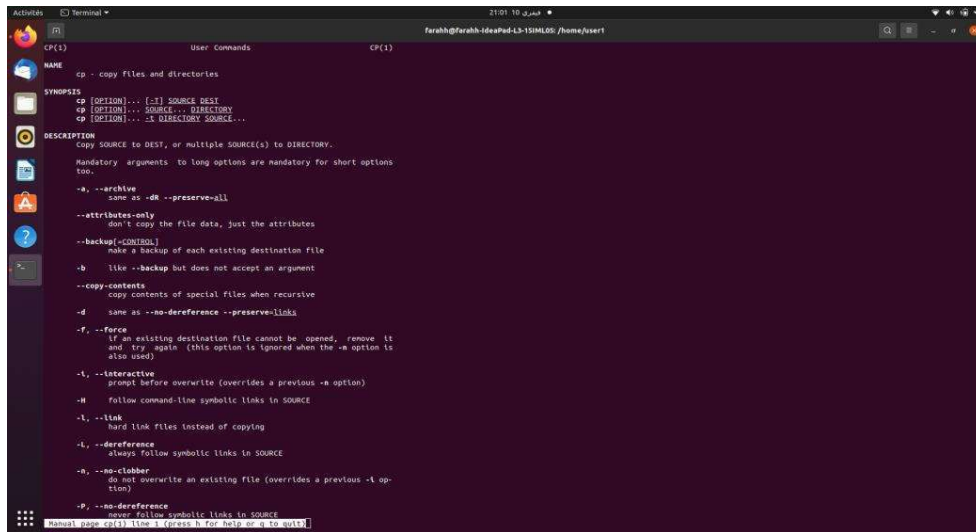 Activités Terminal 21:01 10 فيفري
farahh@farahh-IdeaPad-L3-15IML05: /home/user1
CP(1) User Commands CP(1)
NAME
cp - copy files and directories
SYNOPSIS
cp [OPTION]... [-T] SOURCE DEST
cp [OPTION]... SOURCE... DIRECTORY
cp [OPTION]... -t DIRECTORY SOURCE...
DESCRIPTION
Copy SOURCE to DEST, or multiple SOURCE(s) to DIRECTORY.
Mandatory arguments to long options are mandatory for short options
too.
-a, --archive
same as -dR --preserve=all
--attributes-only
don't copy the file data, just the attributes
--backup[=CONTROL]
make a backup of each existing destination file
-b like --backup but does not accept an argument
--copy-contents
copy contents of special files when recursive
-d same as --no-dereference --preserve=links
-f, --force
if an existing destination file cannot be opened, remove it
and try again (this option is ignored when the -n option is
also used)
-i, --interactive
prompt before overwrite (overrides a previous -n option)
-H follow command-line symbolic links in SOURCE
-l, --link
hard link files instead of copying
-L, --dereference
always follow symbolic links in SOURCE
-n, --no-clobber
do not overwrite an existing file (overrides a previous -i op-
tion)
-P, --no-dereference
never follow symbolic links in SOURCE
Manual page cp(1) line 1 (press h for help or q to quit)